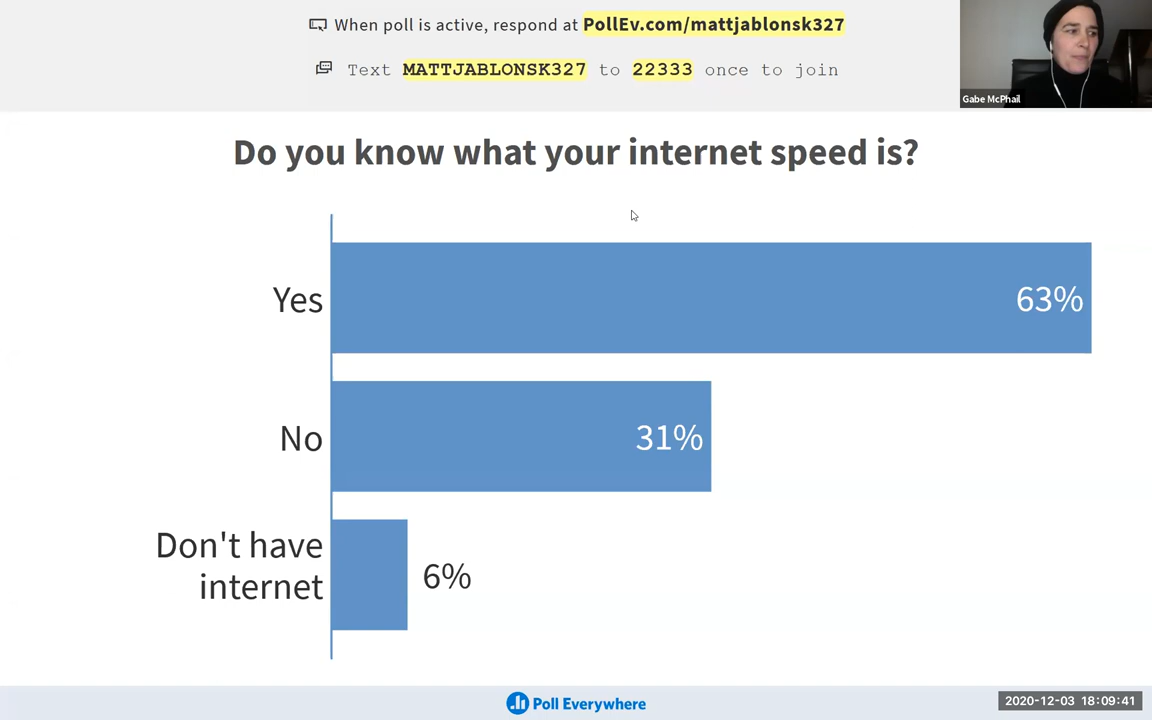 When poll is active, respond at PollEv.com/mattjablonsk327
Text MATTJABLONSK327 to 22333 once to join
Gabe McPhail
Do you know what your internet speed is?
Yes
63%
No
31%
Don't have
internet
6%
Poll Everywhere
2020-12-03 18:09:41